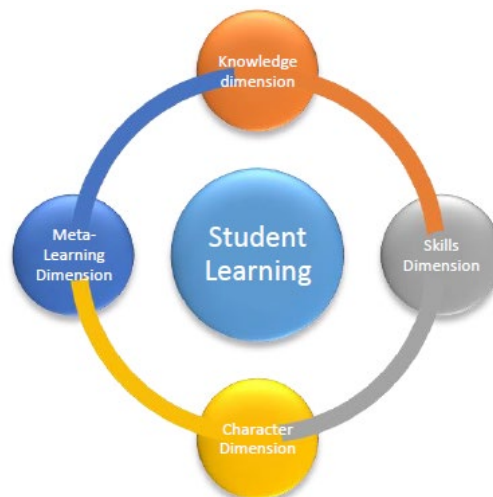 Knowledge
dimension
Student
Learning
Meta-
Learning
Dimension
Skills
Dimension
Character
Dimension